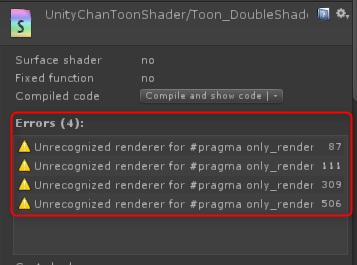 S
UnityChanToonShader/Toon_DoubleShad
Surface shader no
Fixed function no
Compiled code Compile and show code |
Errors (4):
Unrecognized renderer for #pragma only_render 87
Unrecognized renderer for #pragma only_render 111
Unrecognized renderer for #pragma only_render 309
Unrecognized renderer for #pragma only_render 506